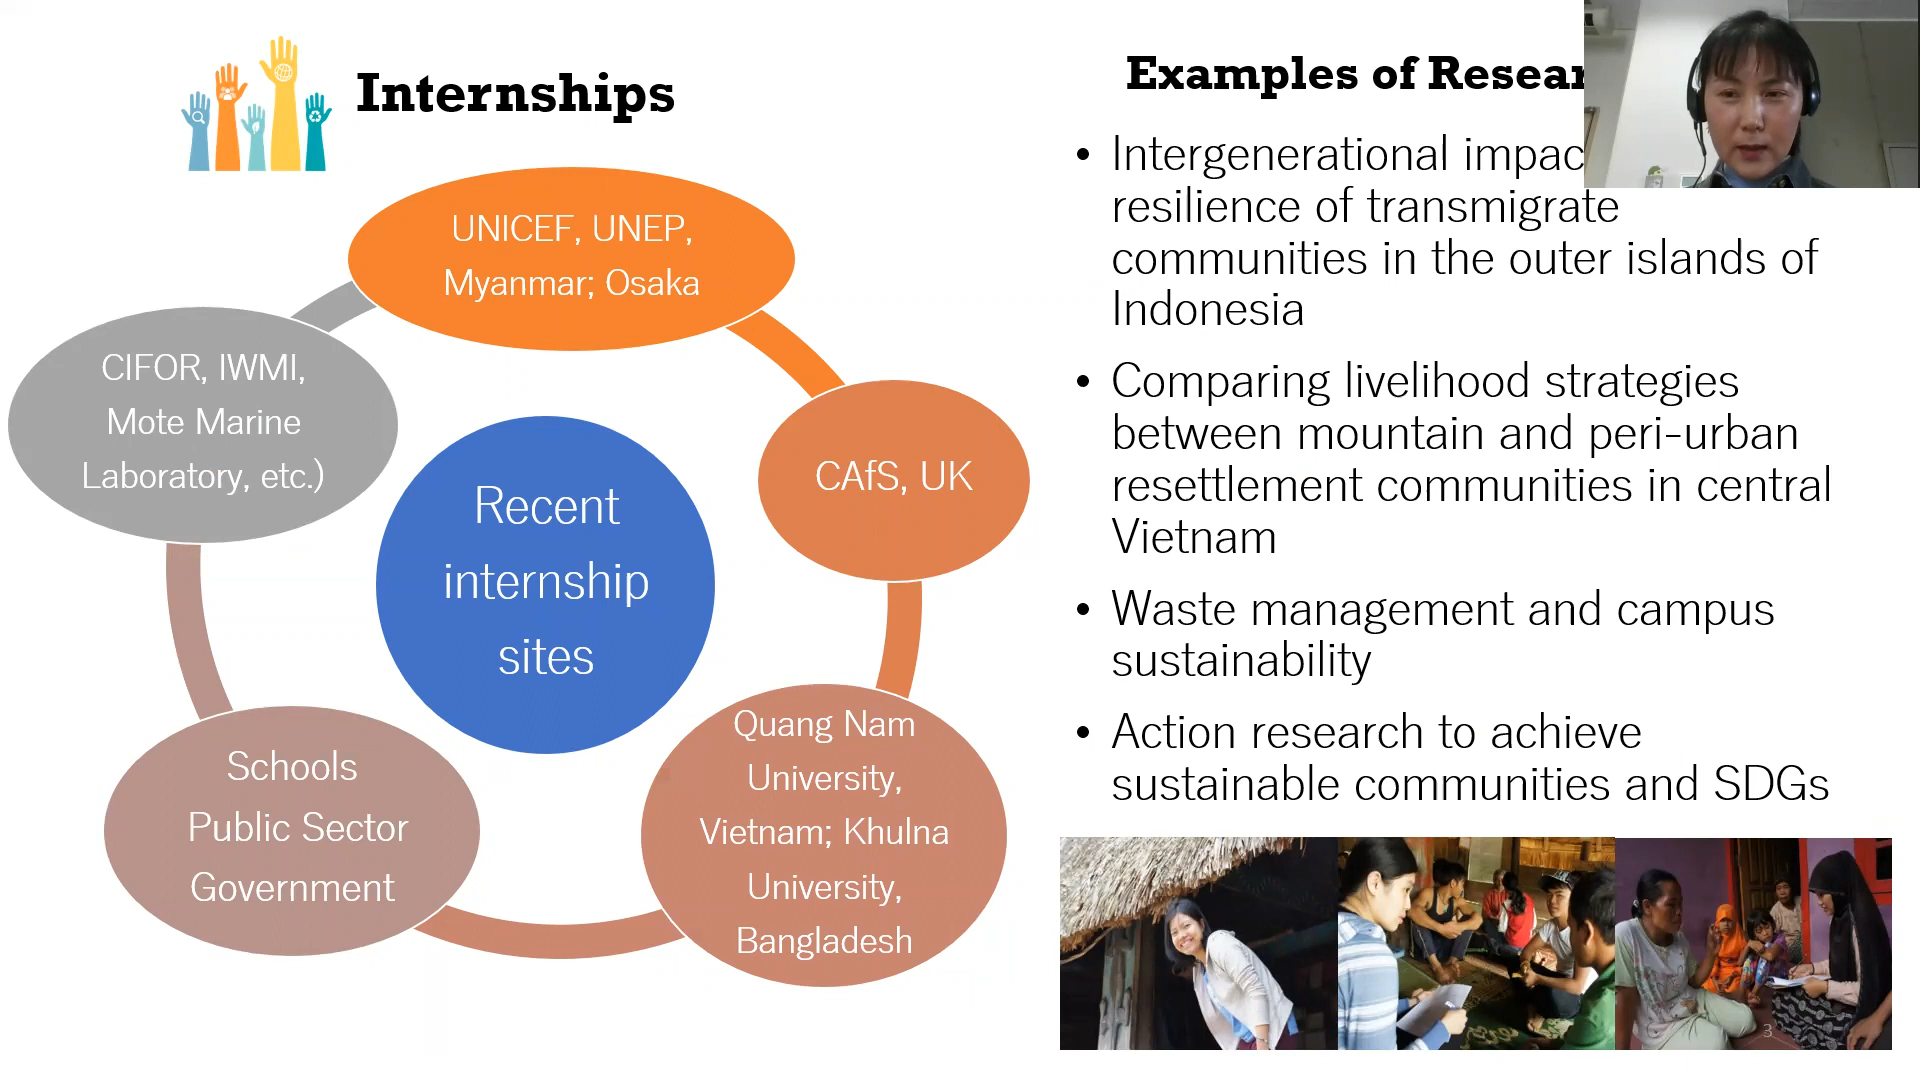 Internships
UNICEF, UNEP,
Myanmar; Osaka
CIFOR, IWMI,
Mote Marine
Laboratory, etc.)
CAfS, UK
Recent
internship
sites
Quang Nam
University,
Vietnam; Khulna
University,
Bangladesh
Schools
Public Sector
Government
Examples of
• Intergenerational
resilience of transmigrate
communities in the outer islands of
Indonesia
• Comparing livelihood strategies
between mountain and peri-urban
resettlement communities in central
Vietnam
• Waste management and campus
sustainability
• Action research to achieve
sustainable communities and SDGs
3